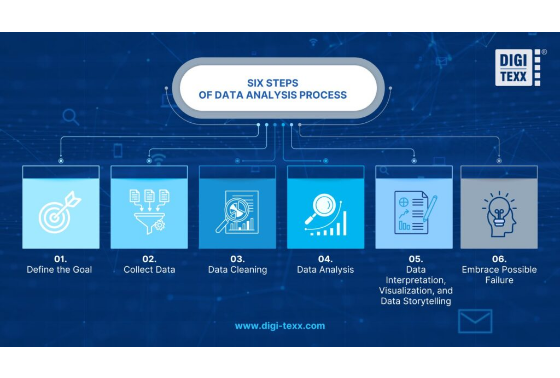 DIGI
TEXX
®
SIX STEPS
OF DATA ANALYSIS PROCESS
01.
Define the Goal
02.
Collect Data
03.
Data Cleaning
04.
Data Analysis
05.
Data
Interpretation,
Visualization, and
Data Storytelling
06.
Embrace Possible
Failure
www.digi-texx.com